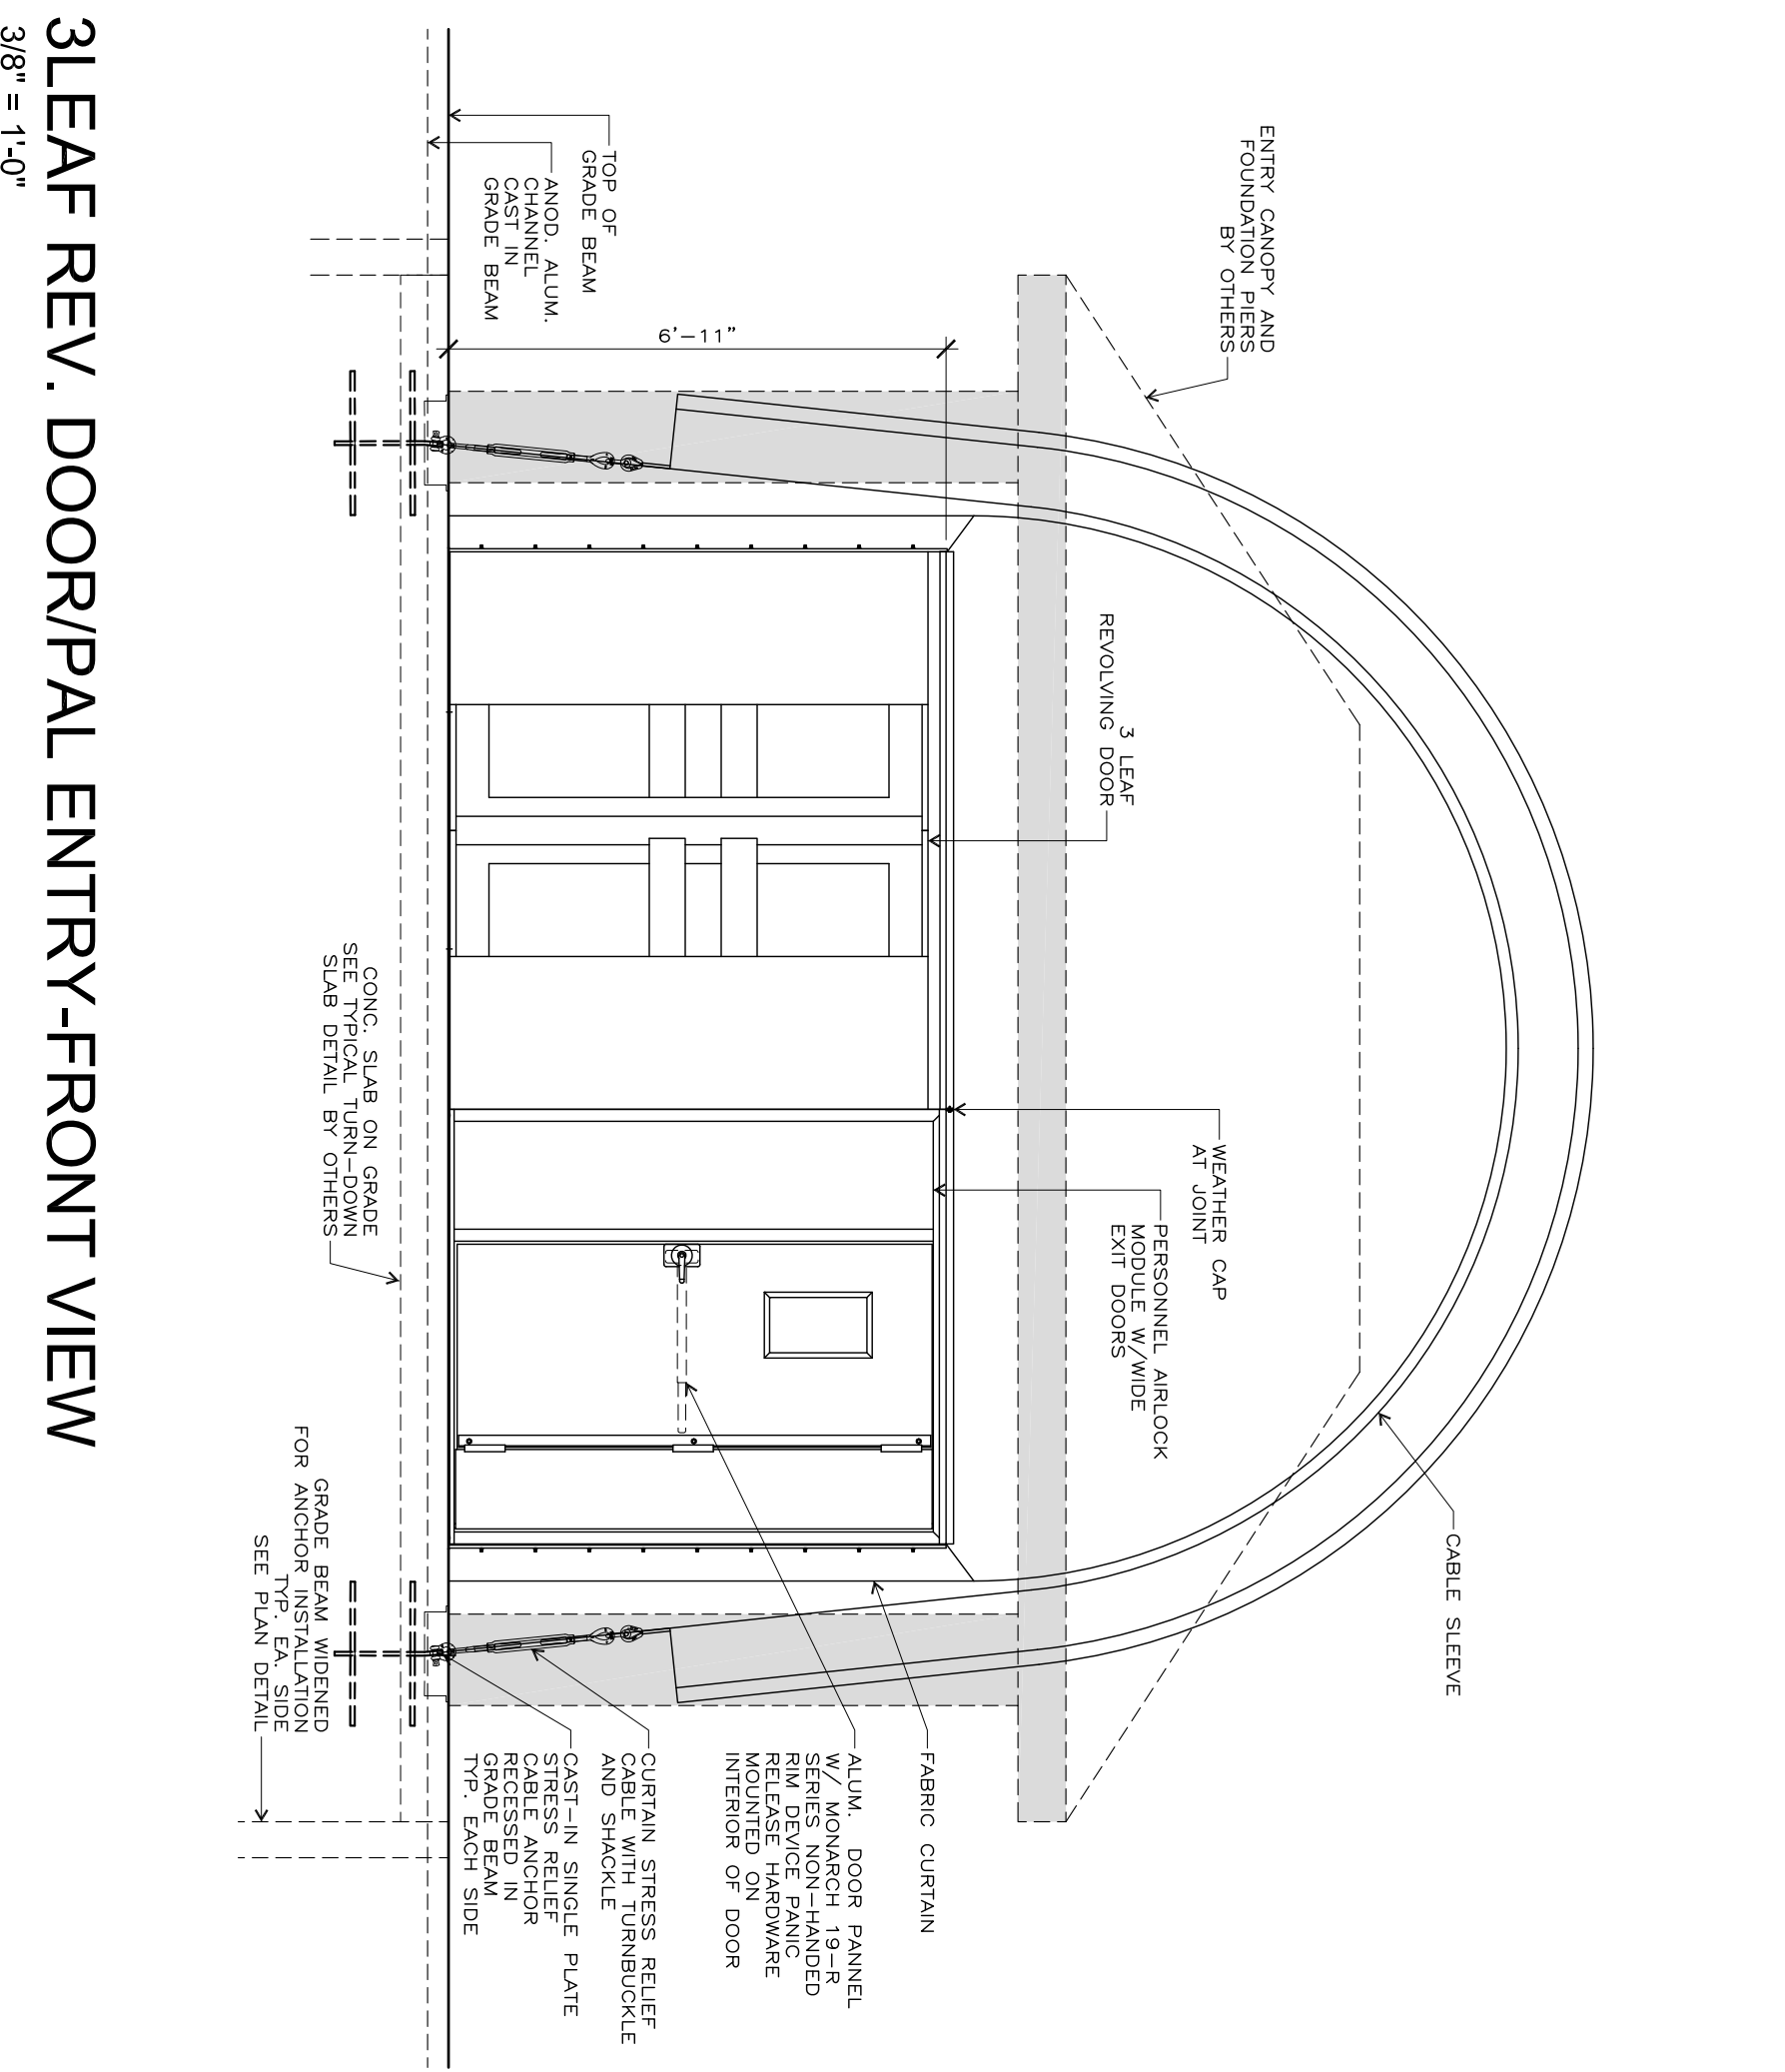 ENTRY CANOPY AND
FOUNDATION PIERS
BY OTHERS
CABLE SLEEVE
WEATHER CAP
AT JOINT
PERSONNEL AIRLOCK
MODULE W/WIDE
EXIT DOORS
3 LEAF
REVOLVING DOOR
6'-11"
TOP OF
GRADE BEAM
ANOD. ALUM.
CHANNEL
CAST IN
GRADE BEAM
FABRIC CURTAIN
ALUM. DOOR PANNEL
W/ MONARCH 19-R
SERIES NON-HANDED
RIM DEVICE PANIC
RELEASE HARDWARE
MOUNTED ON
INTERIOR OF DOOR
CURTAIN STRESS RELIEF
CABLE WITH TURNBUCKLE
AND SHACKLE
CAST-IN SINGLE PLATE
STRESS RELIEF
CABLE ANCHOR
RECESSED IN
GRADE BEAM
TYP. EACH SIDE
CONC. SLAB ON GRADE
SEE TYPICAL TURN-DOWN
SLAB DETAIL BY OTHERS
GRADE BEAM WIDENED
FOR ANCHOR INSTALLATION
TYP. EA. SIDE
SEE PLAN DETAIL
3LEAF REV. DOOR/PAL ENTRY-FRONT VIEW
3/8" = 1'-0"